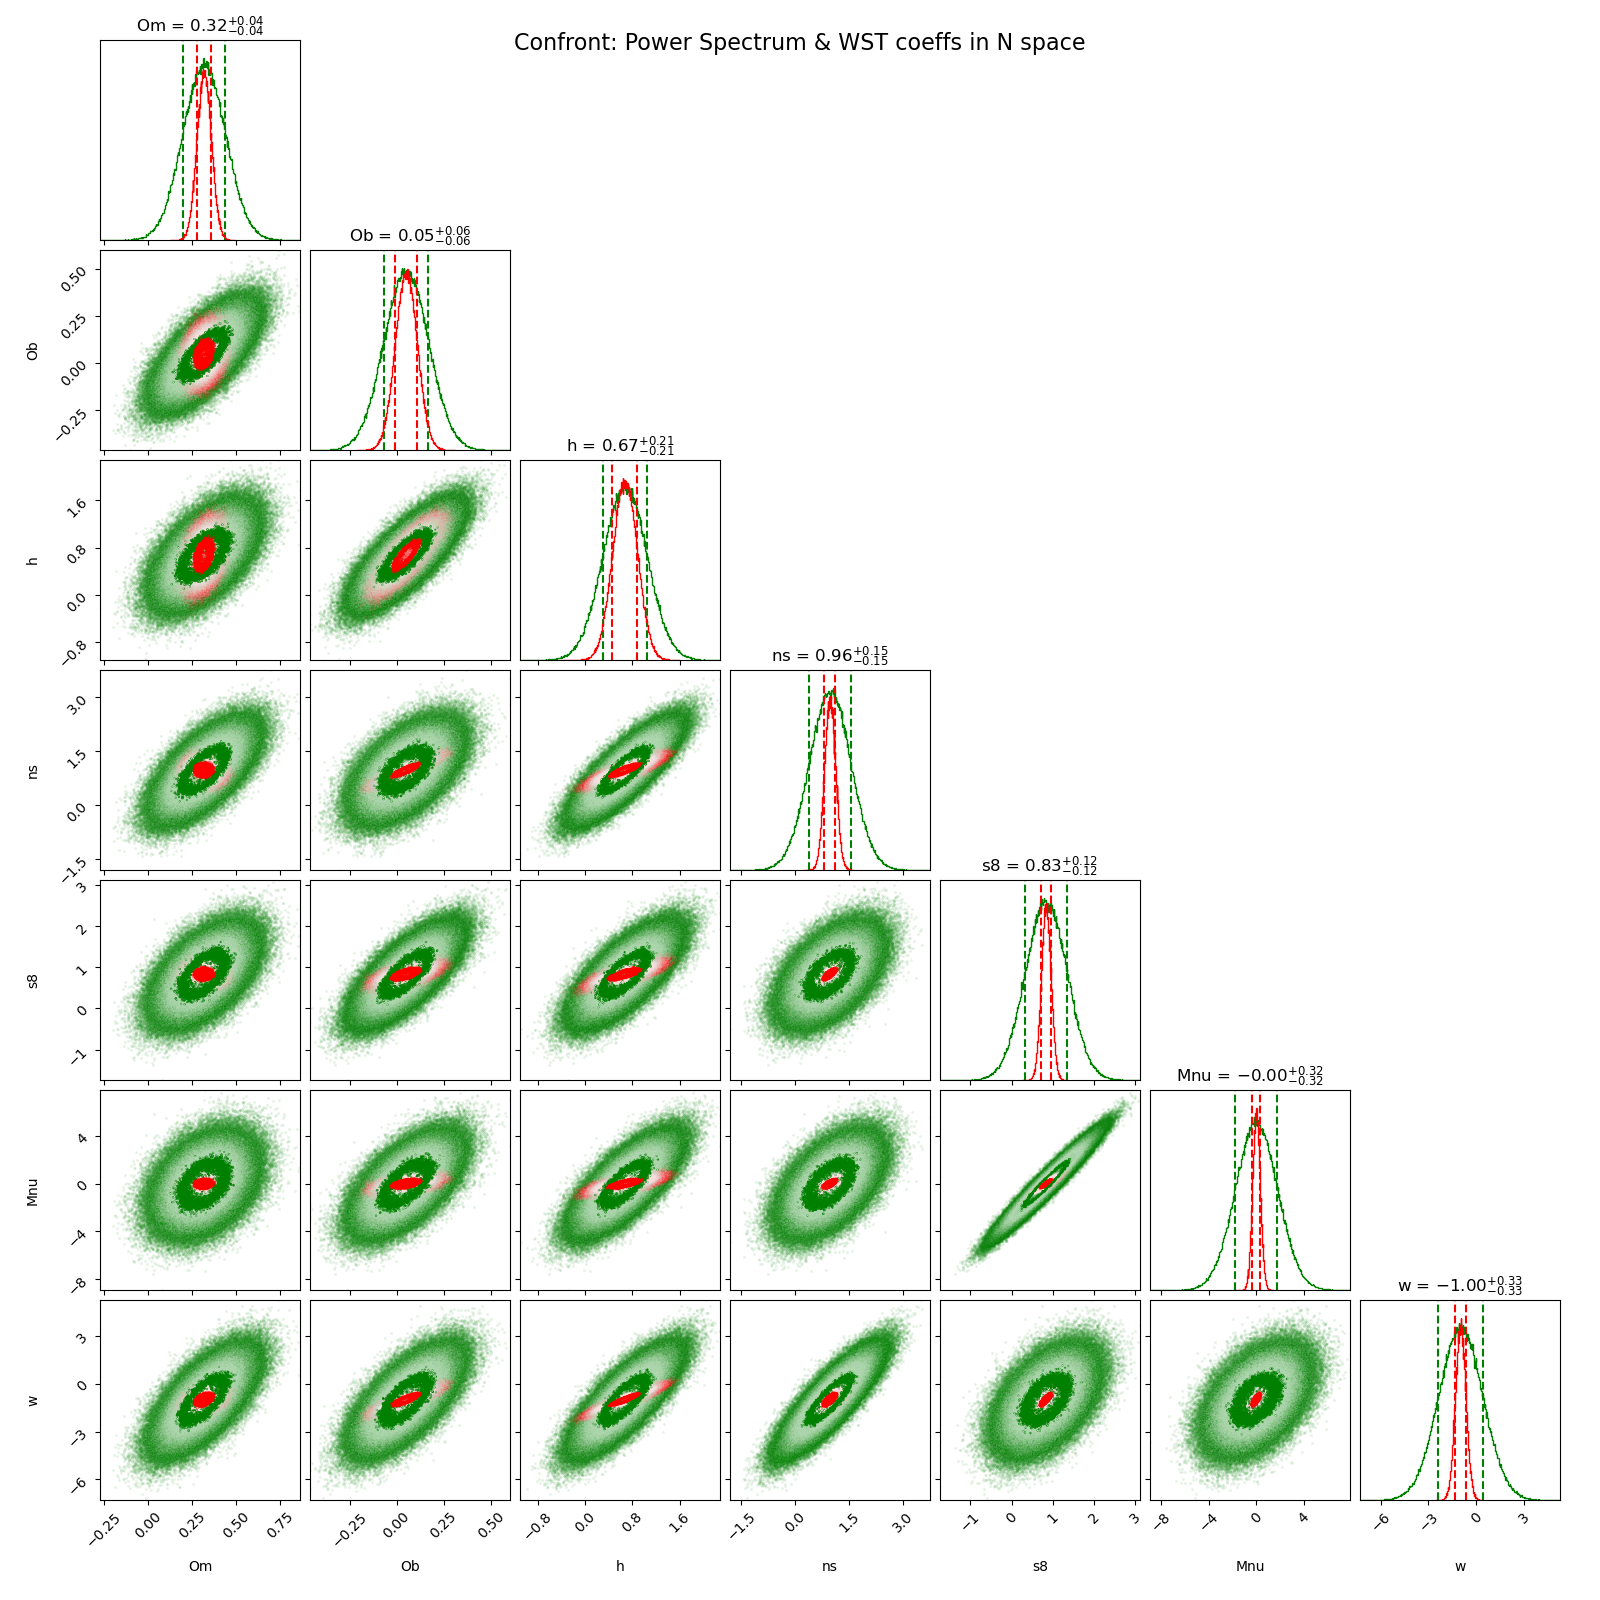 Confront: Power Spectrum & WST coeffs in N space
Om = 0.32+0.04−0.04
Ob = 0.05+0.06−0.06
Ob
0.50
0.25
0.00
−0.25
h = 0.67+0.21−0.21
h
1.6
0.8
0.0
−0.8
ns = 0.96+0.15−0.15
ns
3.0
1.5
0.0
−1.5
s8 = 0.83+0.12−0.12
s8
3
2
1
0
−1
Mnu = −0.00+0.32−0.32
Mnu
4
0
−4
−8
w = −1.00+0.33−0.33
w
3
0
−3
−6
−0.25 0.00 0.25 0.50 0.75 −0.25 0.00 0.25 0.50 −0.8 0.0 0.8 1.6 −1.5 0.0 1.5 3.0 −1 0 1 2 3 −8 −4 0 4 −6 −3 0 3
Om Ob h ns s8 Mnu w